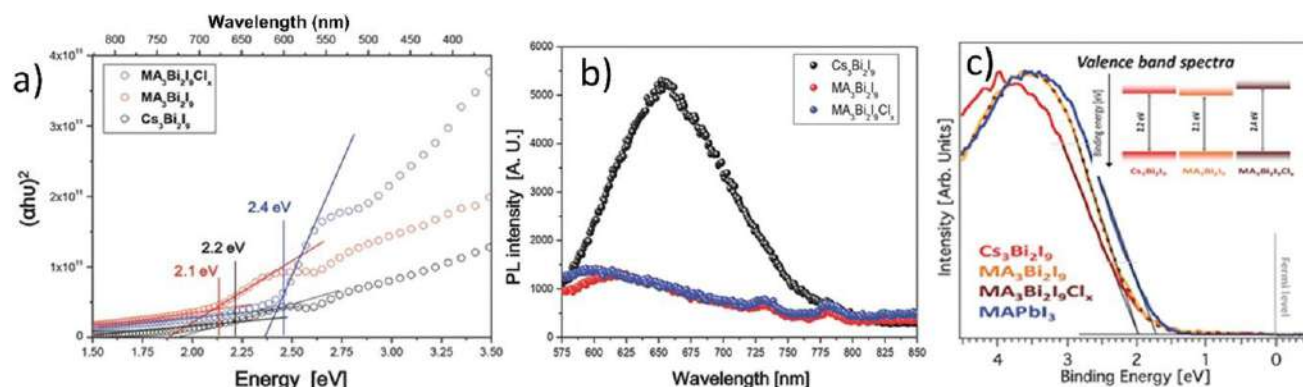 a)
Wavelength (nm)
800 750 700 650 600 550 500 450 400
4x10¹¹
3x10¹¹
2x10¹¹
1x10¹¹
0
(αhυ)²
MA₃Bi₂I₉Clₓ
MA₃Bi₂I₉
Cs₃Bi₂I₉
2.4 eV
2.2 eV
2.1 eV
1.50 1.75 2.00 2.25 2.50 2.75 3.00 3.25 3.50
Energy [eV]
b)
6000
5000
4000
3000
2000
1000
0
PL intensity [A. U.]
Cs₃Bi₂I₉
MA₃Bi₂I₉
MA₃Bi₂I₉Clₓ
575 600 625 650 675 700 725 750 775 800 825 850
Wavelength [nm]
c)
Valence band spectra
Intensity [Arb. Units]
Binding energy [eV]
2.2 eV
2.1 eV
2.4 eV
Cs₃Bi₂I₉ MA₃Bi₂I₉ MA₃Bi₂I₉Clₓ
Cs₃Bi₂I₉
MA₃Bi₂I₉
MA₃Bi₂I₉Clₓ
MAPbI₃
Fermi level
4 3 2 1 0
Binding Energy [eV]